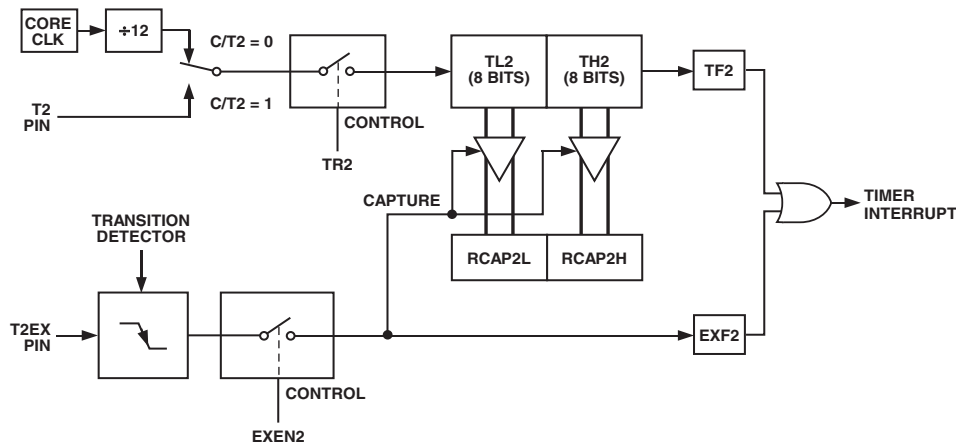 CORE
CLK
÷12
C/T2 = 0
C/T2 = 1
T2
PIN
CONTROL
TR2
TL2
(8 BITS)
TH2
(8 BITS)
TF2
CAPTURE
TIMER
INTERRUPT
TRANSITION
DETECTOR
RCAP2L
RCAP2H
T2EX
PIN
EXF2
CONTROL
EXEN2